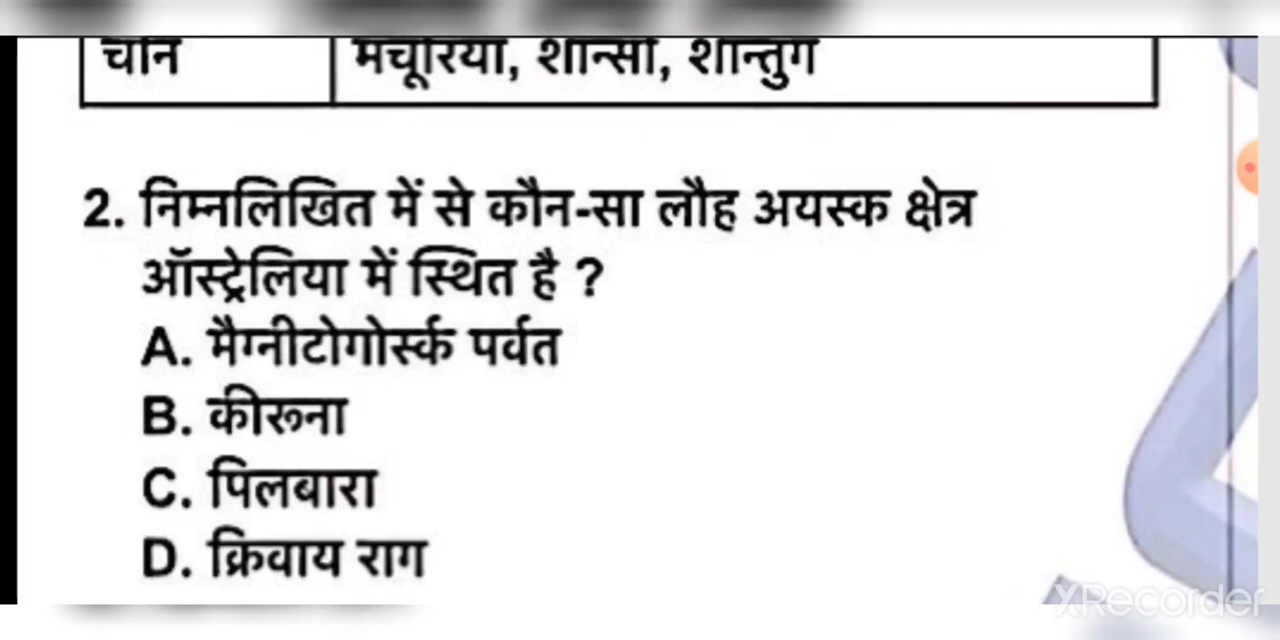 चीन मंचूरिया, शान्सी, शान्तुंग
2. निम्नलिखित में से कौन-सा लौह अयस्क क्षेत्र
ऑस्ट्रेलिया में स्थित है ?
A. मैग्नीटोगोर्स्क पर्वत
B. कीरूना
C. पिलबारा
D. क्रिवाय राग
XRecorder